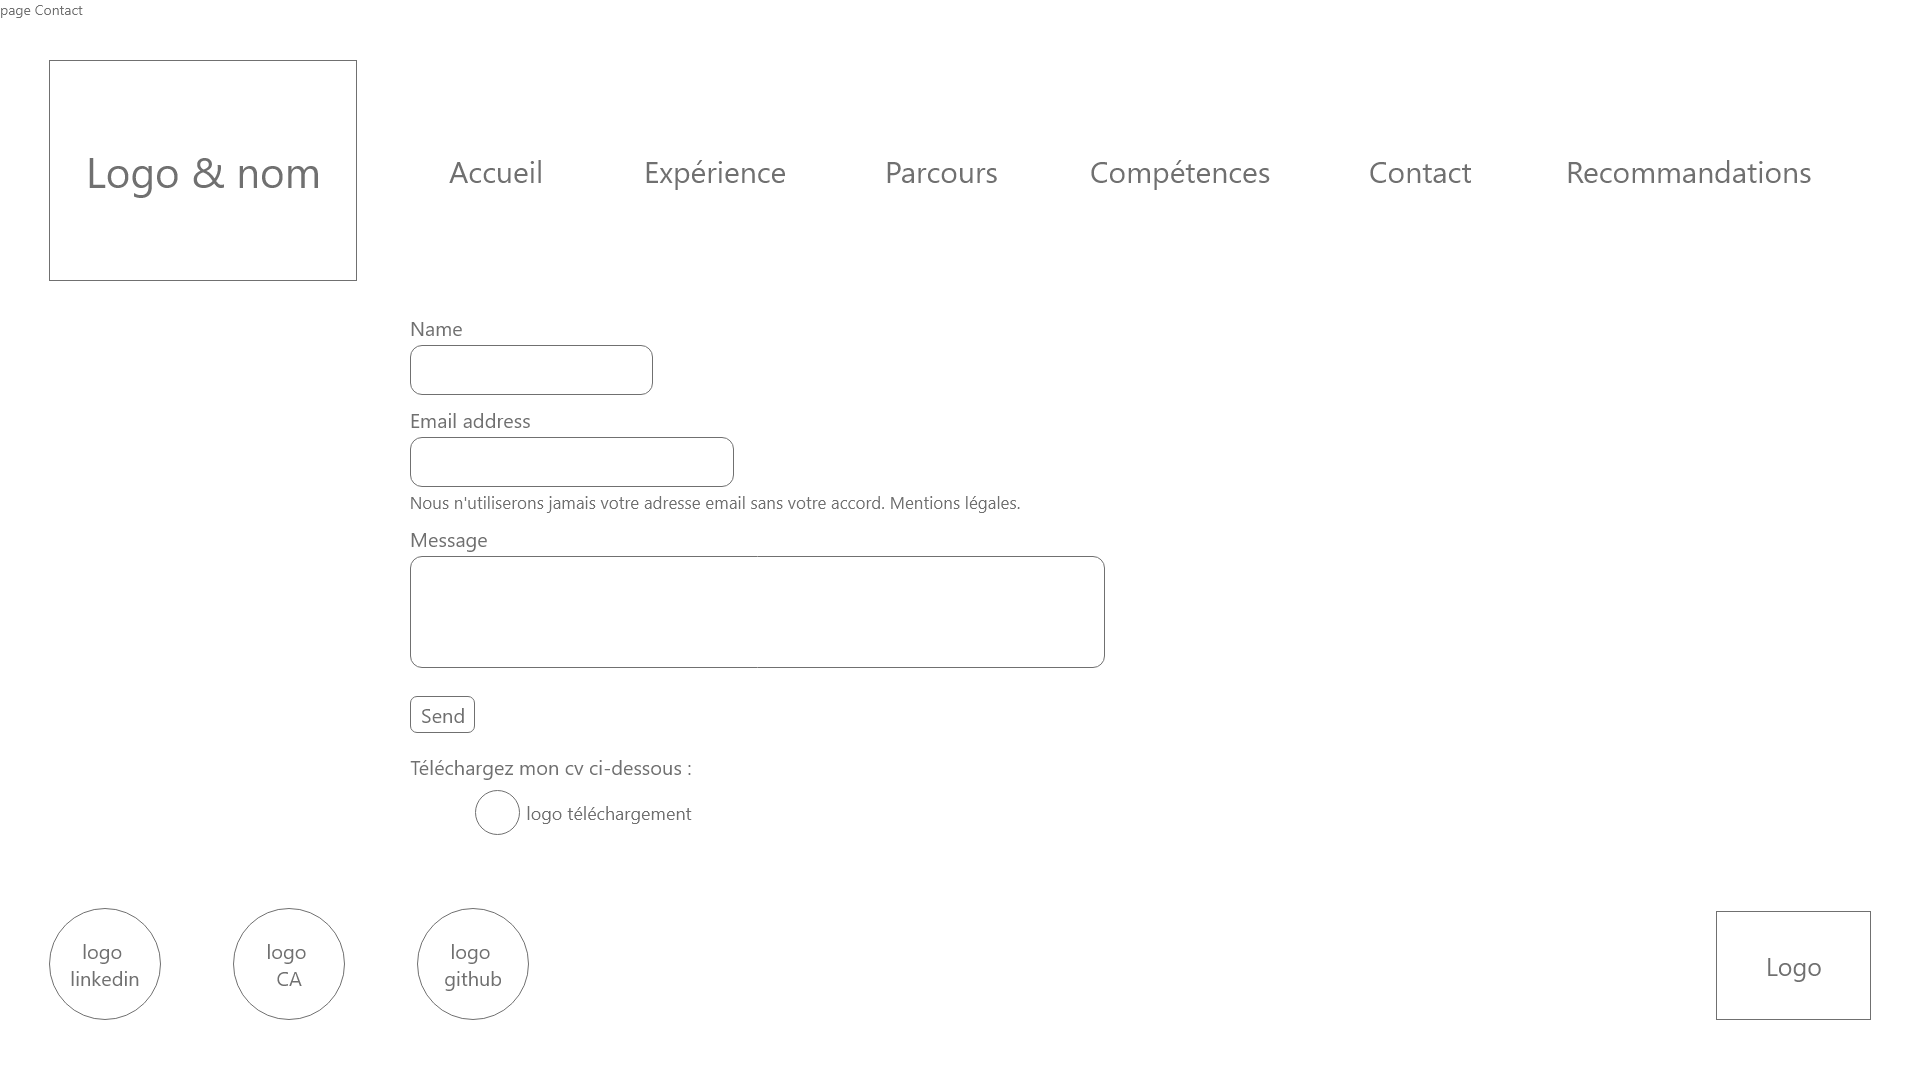 page Contact
Logo & nom
Accueil Expérience Parcours Compétences Contact Recommandations
Name
Email address
Nous n'utiliserons jamais votre adresse email sans votre accord. Mentions légales.
Message
Send
Téléchargez mon cv ci-dessous :
logo téléchargement
logo
linkedin
logo
CA
logo
github
Logo